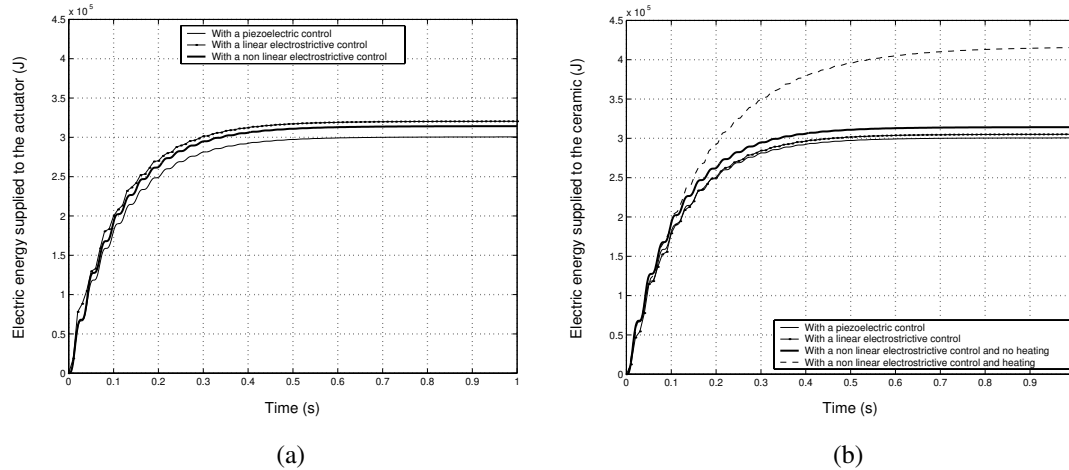 x 10⁵
4.5
4
3.5
3
2.5
2
1.5
1
0.5
0
Electric energy supplied to the actuator (J)
With a piezoelectric control
With a linear electrostrictive control
With a non linear electrostrictive control
0 0.1 0.2 0.3 0.4 0.5 0.6 0.7 0.8 0.9 1
Time (s)
(a)
x 10⁵
4.5
4
3.5
3
2.5
2
1.5
1
0.5
0
Electric energy supplied to the ceramic (J)
With a piezoelectric control
With a linear electrostrictive control
With a non linear electrostrictive control and no heating
With a non linear electrostrictive control and heating
0 0.1 0.2 0.3 0.4 0.5 0.6 0.7 0.8 0.9
Time (s)
(b)